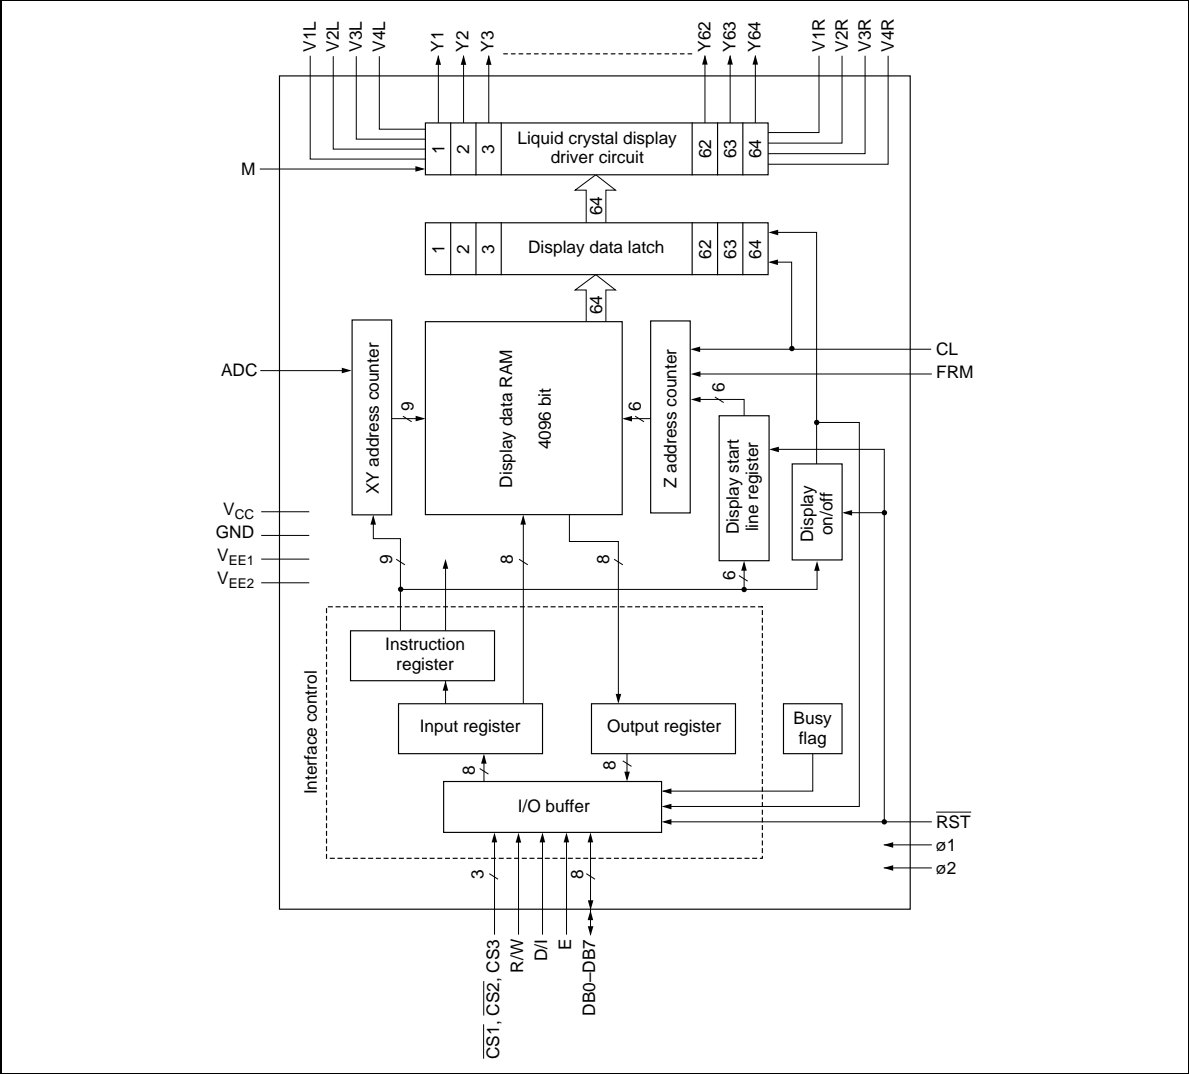 V1L
V2L
V3L
V4L
Y1
Y2
Y3
Y62
Y63
Y64
V1R
V2R
V3R
V4R
1
2
3
Liquid crystal display
driver circuit
62
63
64
M
64
1
2
3
Display data latch
62
63
64
64
CL
FRM
ADC
XY address counter
9
Display data RAM
4096 bit
6
Z address counter
6
Display start
line register
Display
on/off
VCC
GND
VEE1
VEE2
9
8
8
6
Interface control
Instruction
register
Input register
Output register
Busy
flag
8
8
I/O buffer
RST
ø1
ø2
3
8
CS1, CS2, CS3
R/W
D/I
E
DB0–DB7